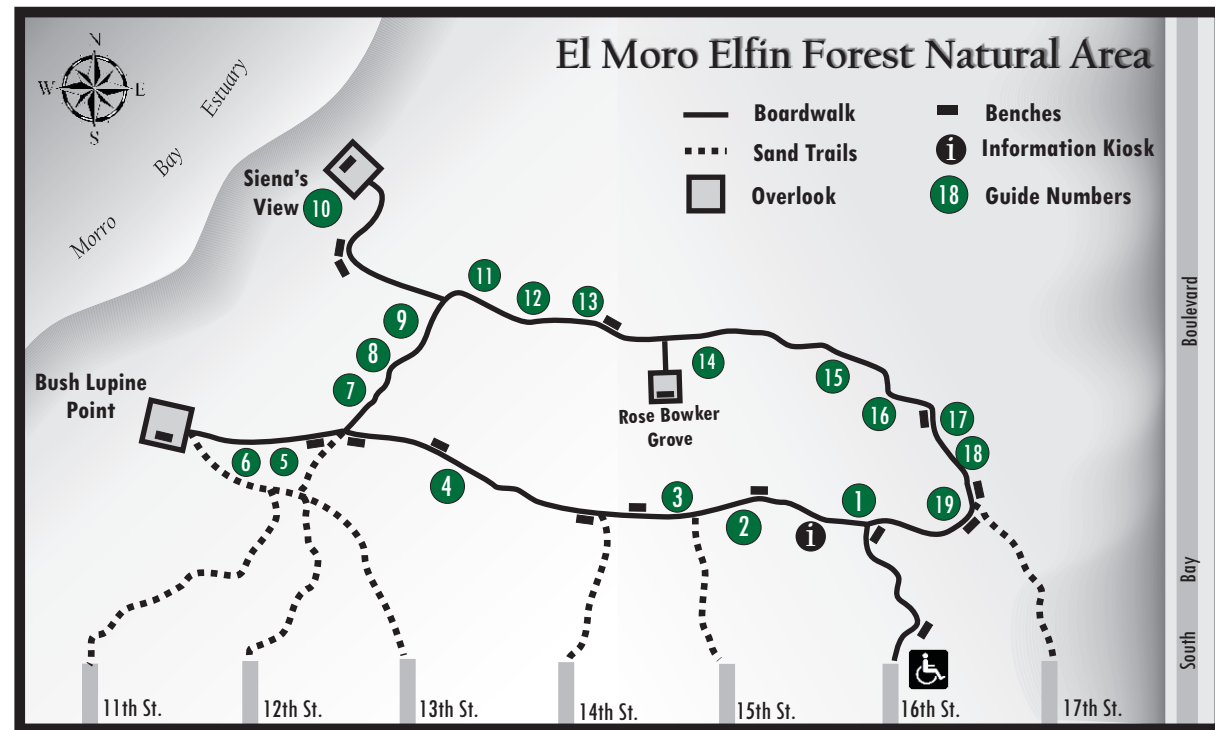 El Moro Elfin Forest Natural Area
N
W
E
S
Morro Bay Estuary
Boardwalk
Sand Trails
Overlook
Benches
i
Information Kiosk
18
Guide Numbers
Siena's
View
10
11
12
13
9
8
7
14
15
16
17
18
19
Bush Lupine
Point
Rose Bowker
Grove
6
5
4
3
2
1
i
11th St.
12th St.
13th St.
14th St.
15th St.
16th St.
17th St.
South Bay Boulevard